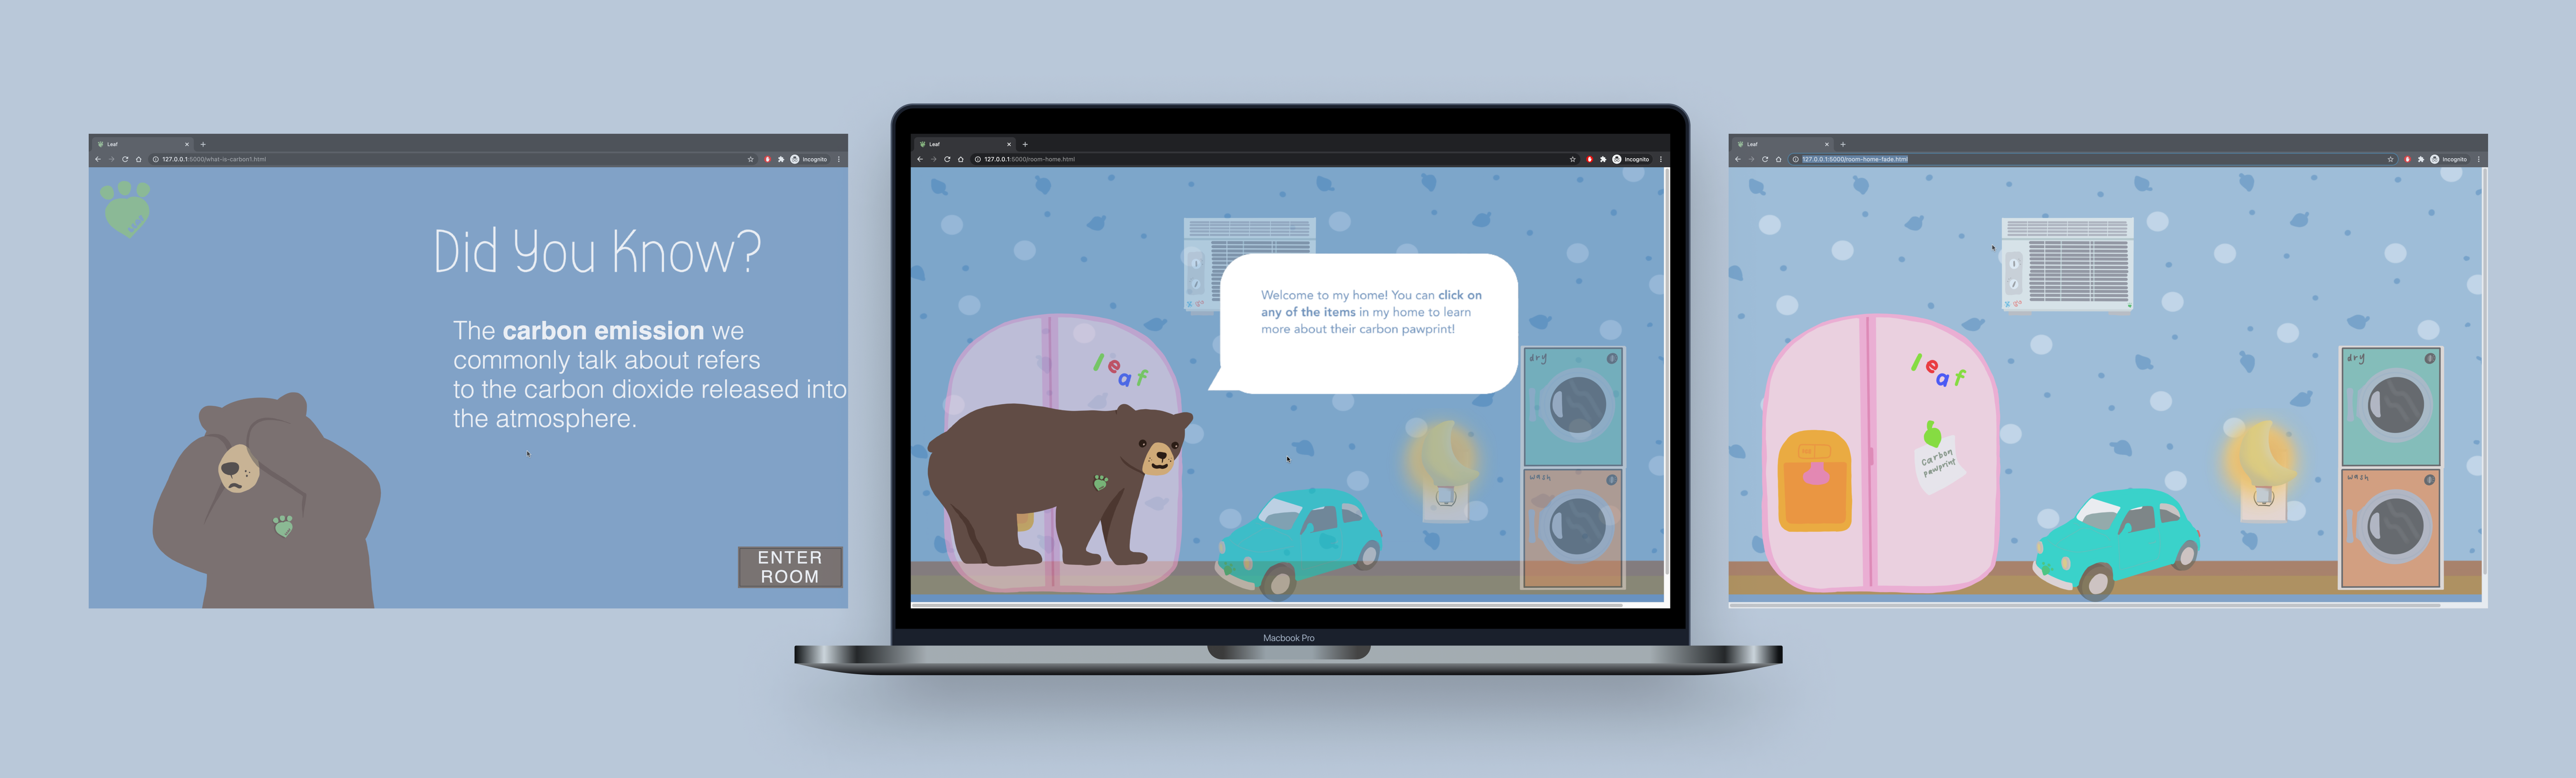 Leaf
127.0.0.1:5000/what-is-carbon1.html
Incognito
Did You Know?
The carbon emission we
commonly talk about refers
to the carbon dioxide released into
the atmosphere.
ENTER
ROOM
Leaf
127.0.0.1:5000/room-home.html
Incognito
Welcome to my home! You can click on
any of the items in my home to learn
more about their carbon pawprint!
leaf
dry
wash
Macbook Pro
Leaf
127.0.0.1:5000/room-home-fade.html
Incognito
leaf
carbon
pawprint
dry
wash